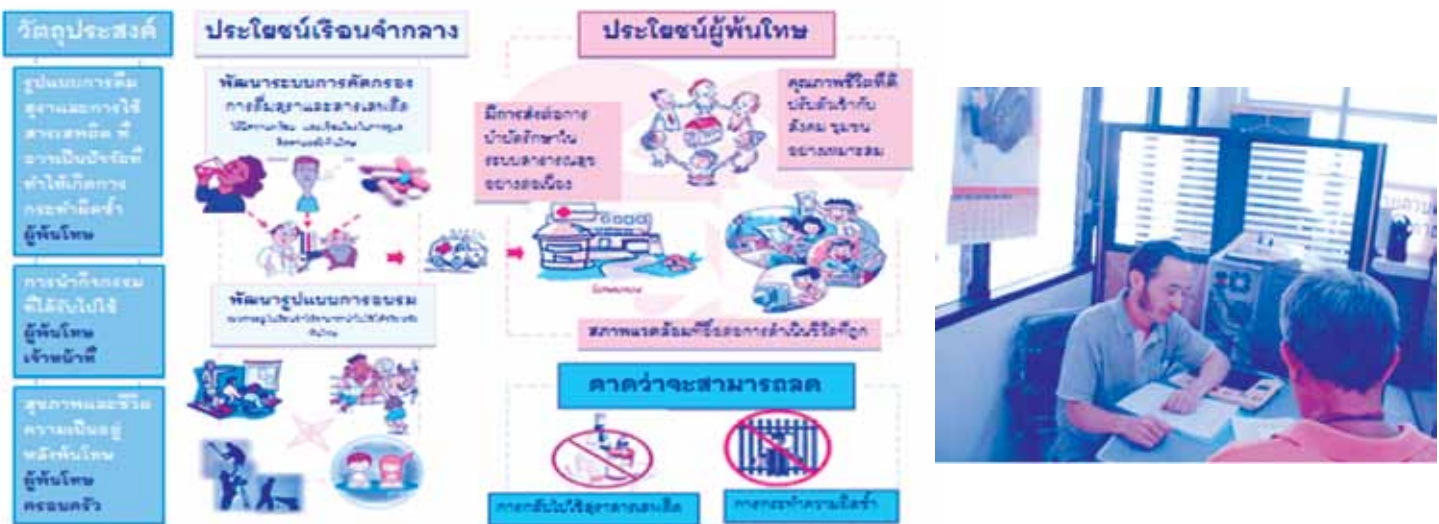 วัตถุประสงค์
รูปแบบการดื่ม
สุราและการใช้
สารเสพติด ที่
อาจเป็นปัจจัยที่
ทำให้เกิดการ
กระทำผิดซ้ำ
ผู้พ้นโทษ
การนำกิจกรรม
ที่ได้รับไปใช้
ผู้พ้นโทษ
เจ้าหน้าที่
สุขภาพและชีวิต
ความเป็นอยู่
หลังพ้นโทษ
ผู้พ้นโทษ
ครอบครัว
ประโยชน์เรือนจำกลาง
พัฒนาระบบการคัดกรอง
การดื่มสุราและสารเสพติด
พัฒนารูปแบบการอบรม
ประโยชน์ผู้พ้นโทษ
มีการส่งต่อการ
บำบัดรักษาใน
ระบบสาธารณสุข
อย่างต่อเนื่อง
คุณภาพชีวิตที่ดี
ปรับตัวเข้ากับ
สังคม ชุมชน
อย่างเหมาะสม
สภาพแวดล้อมที่เอื้อต่อการดำเนินชีวิตที่ถูก
คาดว่าจะสามารถลด
การกลับไปใช้สุราสารเสพติด
การกระทำความผิดซ้ำ